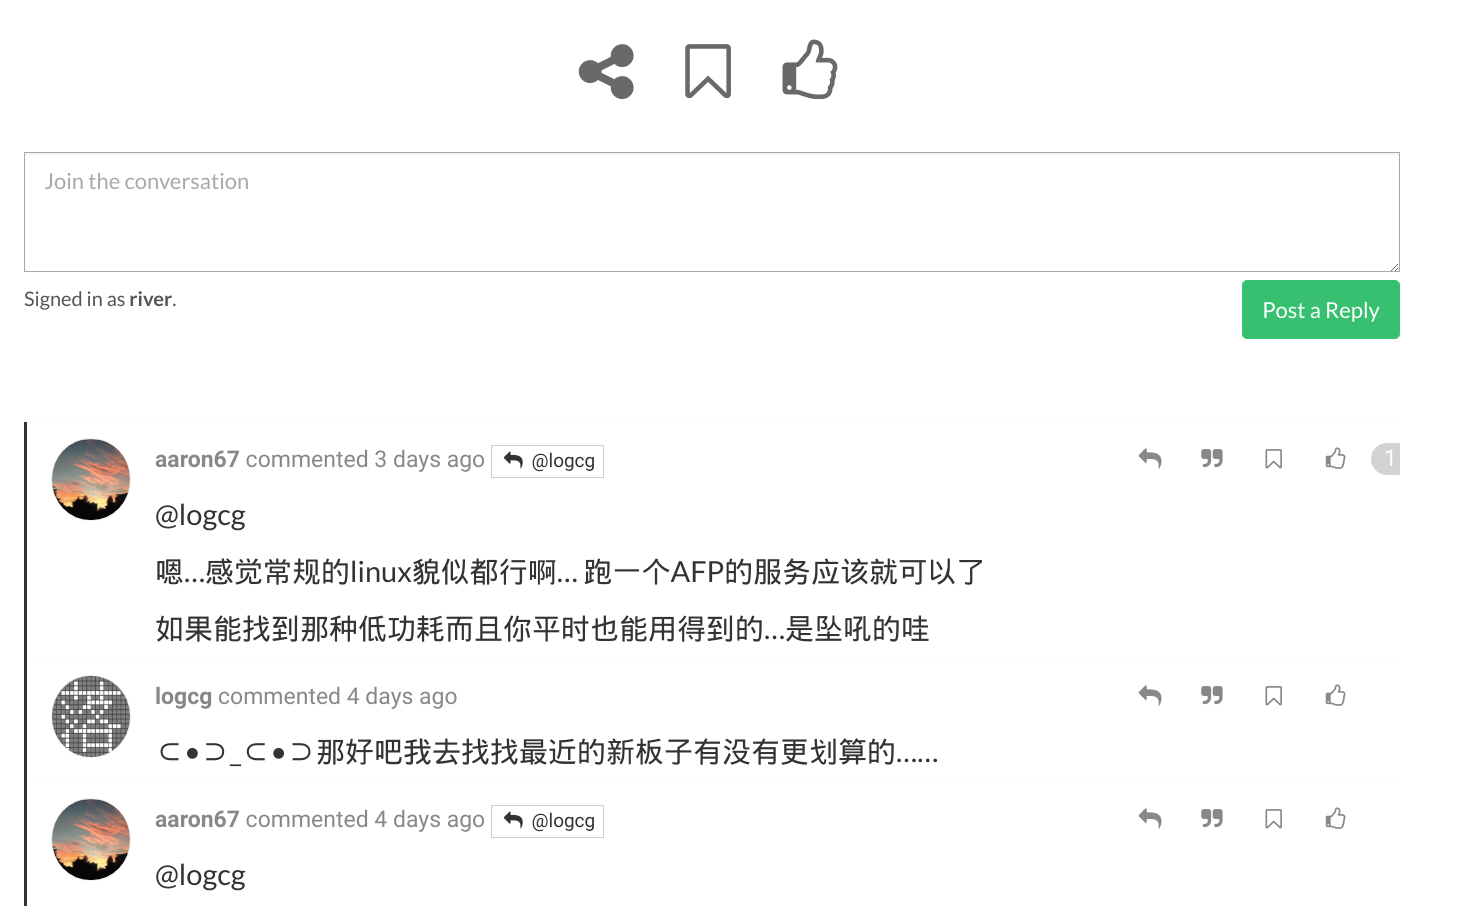 Join the conversation
Signed in as river.
Post a Reply
aaron67 commented 3 days ago @logcg
1
@logcg
嗯...感觉常规的linux貌似都行啊... 跑一个AFP的服务应该就可以了
如果能找到那种低功耗而且你平时也能用得到的...是坠吼的哇
logcg commented 4 days ago
⊂●⊃_⊂●⊃那好吧我去找找最近的新板子有没有更划算的......
aaron67 commented 4 days ago @logcg
@logcg